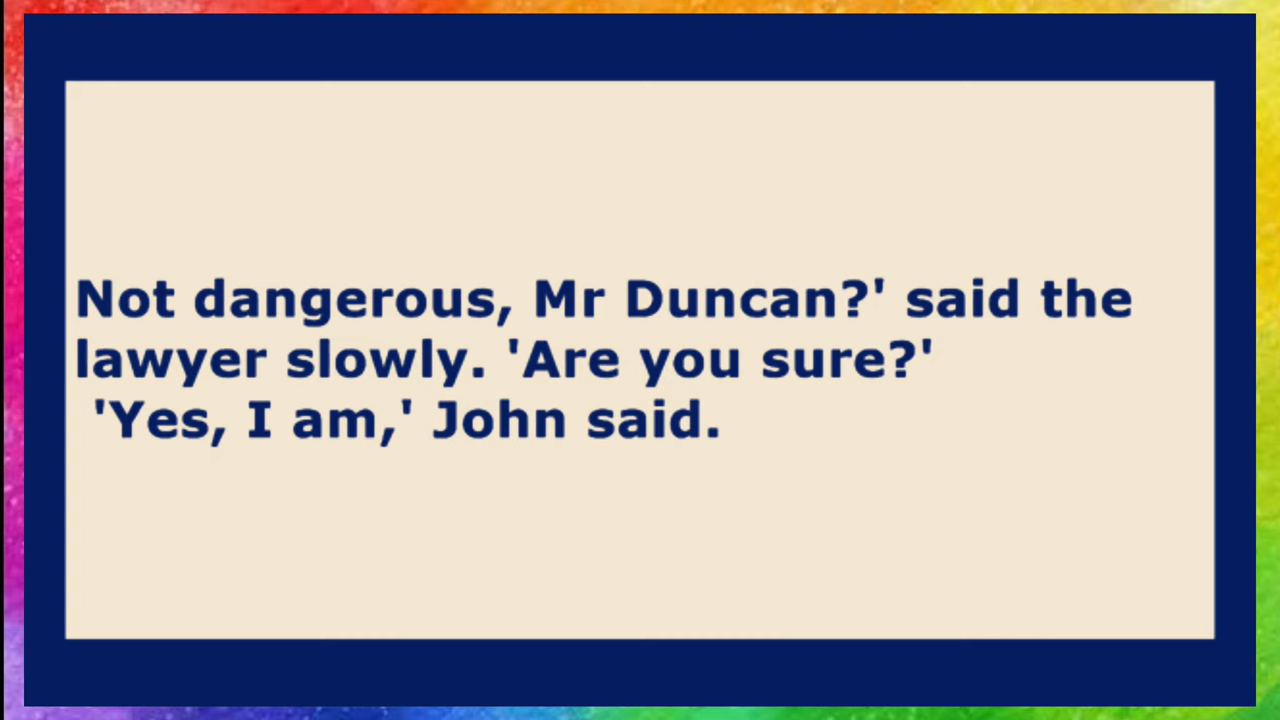 Not dangerous, Mr Duncan?' said the
lawyer slowly. 'Are you sure?'
'Yes, I am,' John said.